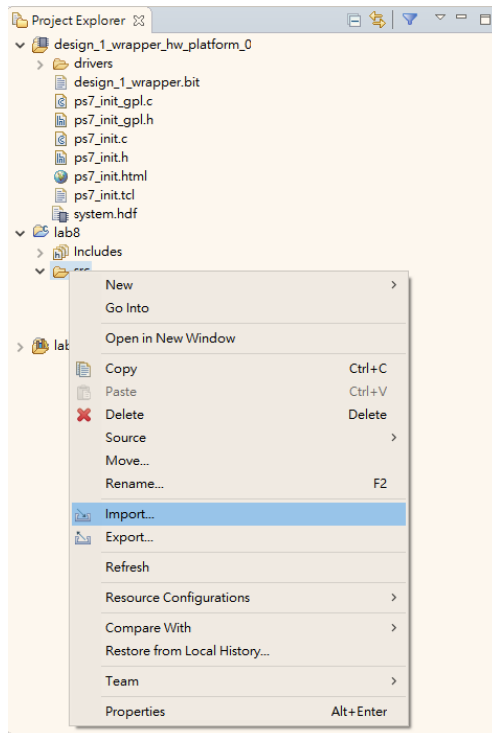 Project Explorer
design_1_wrapper_hw_platform_0
drivers
design_1_wrapper.bit
ps7_init_gpl.c
ps7_init_gpl.h
ps7_init.c
ps7_init.h
ps7_init.html
ps7_init.tcl
system.hdf
lab8
Includes
src
New
Go Into
Open in New Window
Copy Ctrl+C
Paste Ctrl+V
Delete Delete
Source
Move...
Rename... F2
Import...
Export...
Refresh
Resource Configurations
Compare With
Restore from Local History...
Team
Properties Alt+Enter